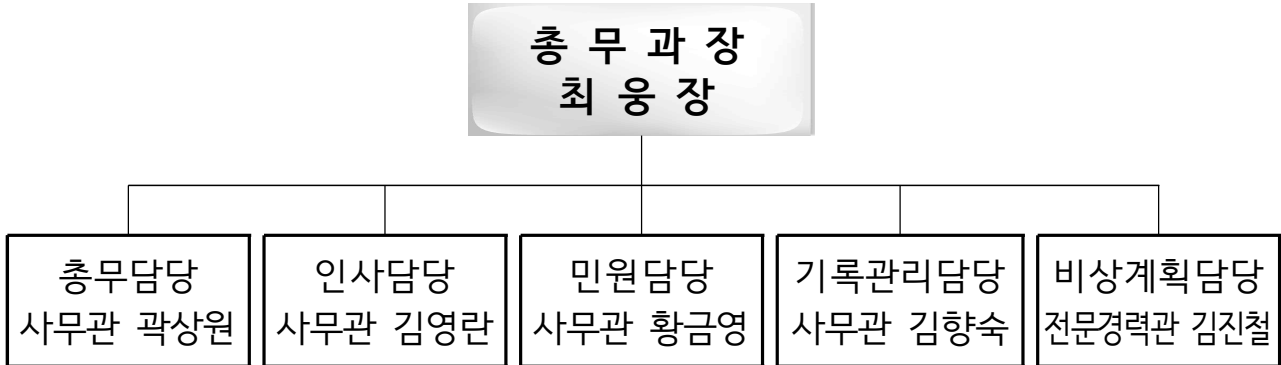 총 무 과 장
최 웅 장
총무담당
사무관 곽상원
인사담당
사무관 김영란
민원담당
사무관 황금영
기록관리담당
사무관 김향숙
비상계획담당
전문경력관 김진철